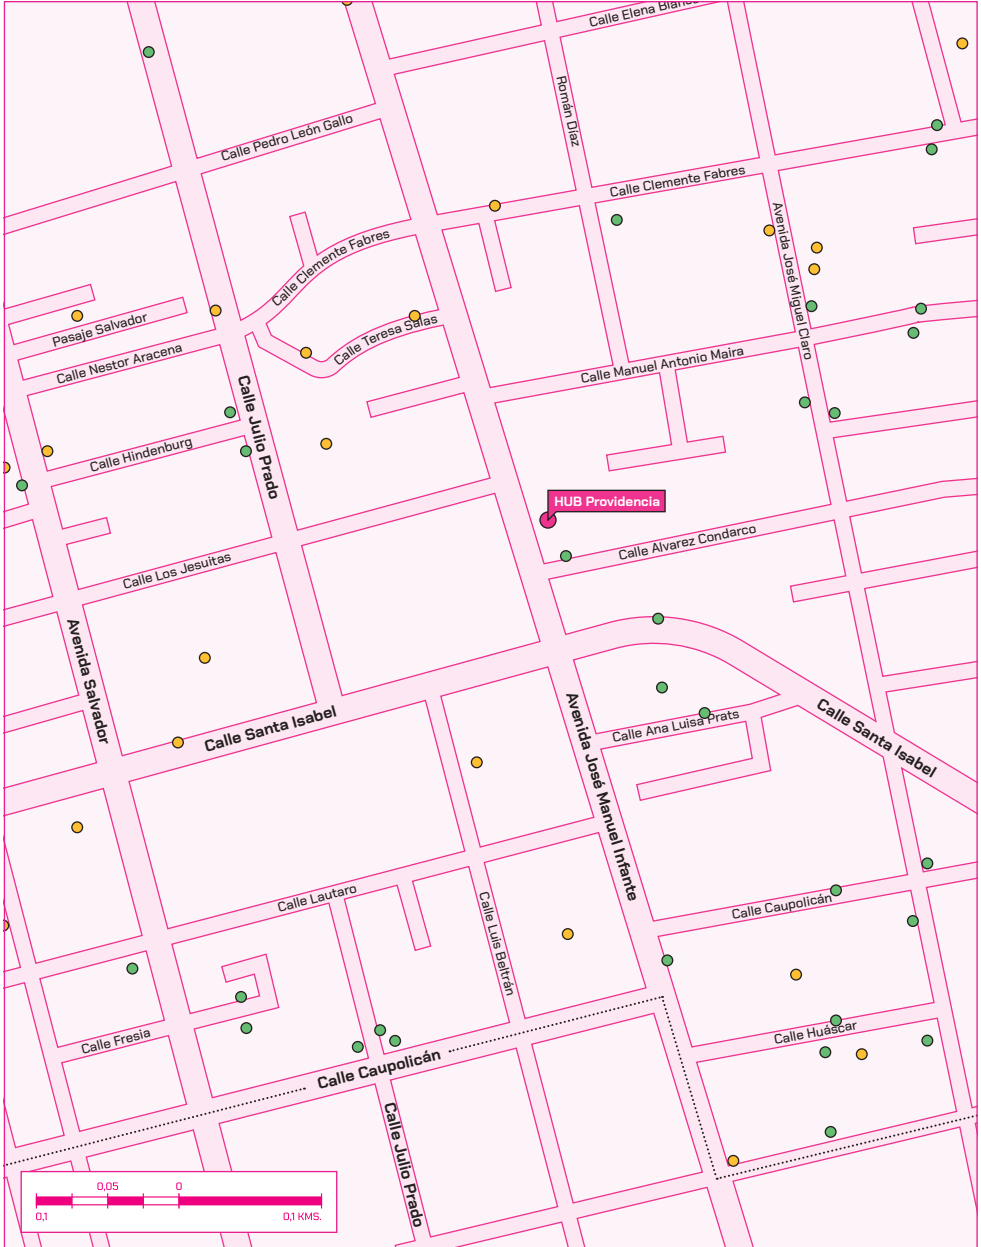 Calle Elena Blanco
Román Díaz
Calle Pedro León Gallo
Calle Clemente Fabres
Calle Clemente Fabres
Avenida José Miguel Claro
Pasaje Salvador
Calle Teresa Salas
Calle Nestor Aracena
Calle Manuel Antonio Maira
Calle Julio Prado
Calle Hindenburg
HUB Providencia
Calle Alvarez Condarco
Calle Los Jesuitas
Avenida Salvador
Calle Santa Isabel
Calle Ana Luisa Prats
Calle Santa Isabel
Avenida José Manuel Infante
Calle Lautaro
Calle Luis Beltrán
Calle Caupolicán
Calle Fresia
Calle Huáscar
Calle Caupolicán
Calle Julio Prado
0,05 0
0,1 0,1 KMS.